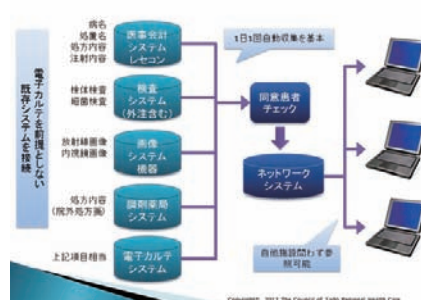 病名
処置名
処方内容
注射内容
医事会計
システム
レセコン
1日1回自動収集を基本
電子カルテを前提としない
既存システムを接続
検体検査
細菌検査
検査
システム
(外注含む)
同意患者
チェック
放射線画像
内視鏡画像
画像
システム
機器
ネットワーク
システム
処方内容
(院外処方箋)
調剤薬局
システム
上記項目相当
電子カルテ
システム
自他施設問わず参
照可能